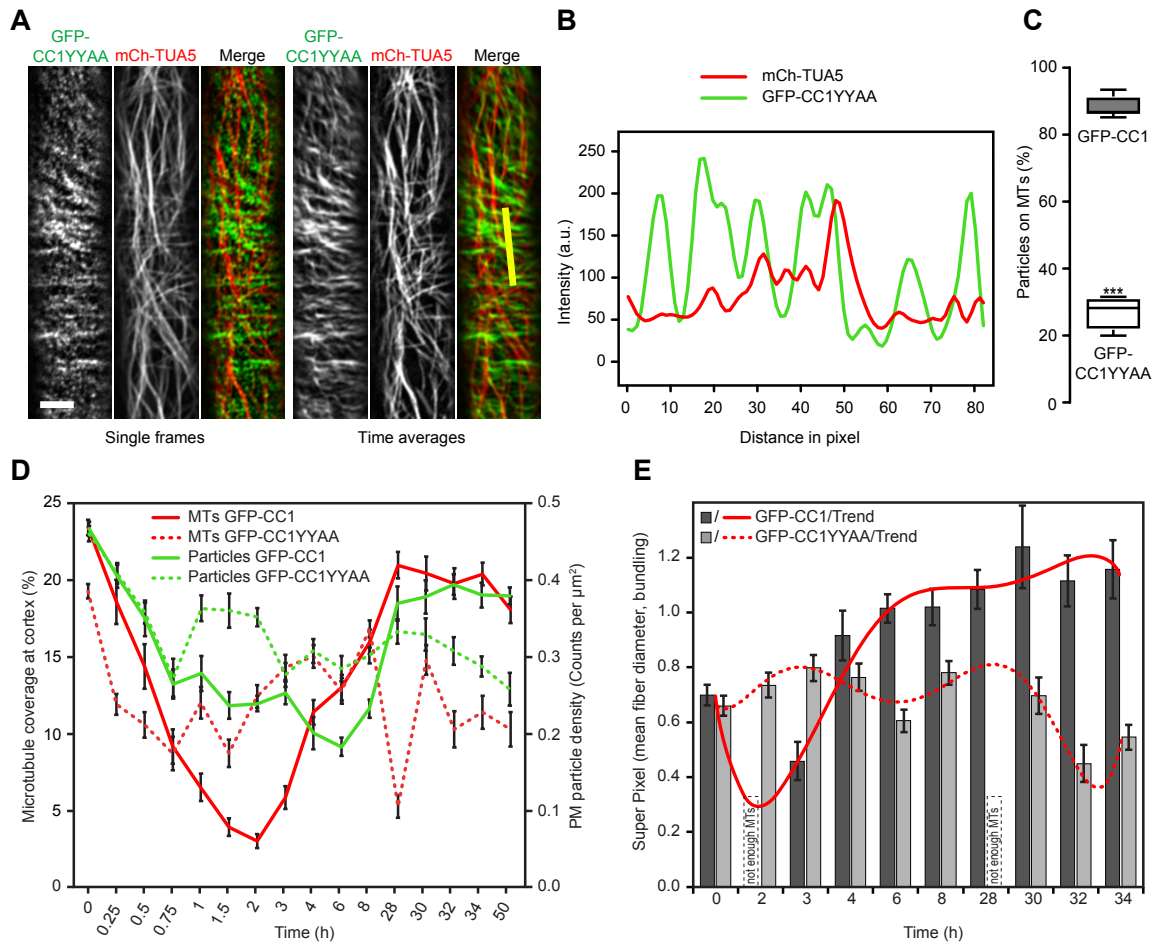 A
GFP-
CC1YYAA
mCh-TUA5
Merge
GFP-
CC1YYAA
mCh-TUA5
Merge
Single frames
Time averages
B
mCh-TUA5
GFP-CC1YYAA
Intensity (a.u.)
250
200
150
100
50
0
0 10 20 30 40 50 60 70 80
Distance in pixel
C
Particles on MTs (%)
100
80
60
40
20
0
GFP-CC1
***
GFP-
CC1YYAA
D
Microtubule coverage at cortex (%)
25
20
15
10
5
0
MTs GFP-CC1
MTs GFP-CC1YYAA
Particles GFP-CC1
Particles GFP-CC1YYAA
0.5
0.4
0.3
0.2
0.1
0.0
PM particle density (Counts per µm²)
0 0.25 0.5 0.75 1 1.5 2 3 4 6 8 28 30 32 34 50
Time (h)
E
Super Pixel (mean fiber diameter, bundling)
1.2
1.0
0.8
0.6
0.4
0.2
0.0
/ GFP-CC1/Trend
/ GFP-CC1YYAA/Trend
not enough MTs
not enough MTs
0 2 3 4 6 8 28 30 32 34
Time (h)